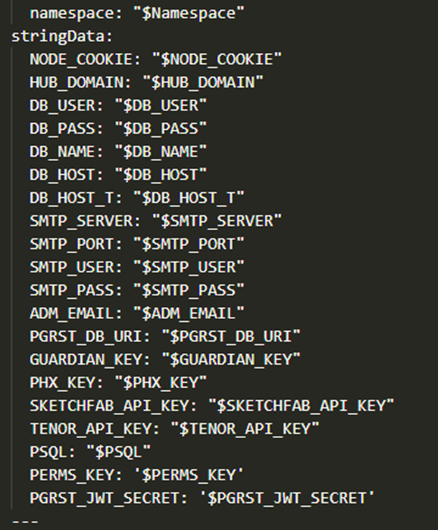 namespace: "$Namespace"
stringData:
NODE_COOKIE: "$NODE_COOKIE"
HUB_DOMAIN: "$HUB_DOMAIN"
DB_USER: "$DB_USER"
DB_PASS: "$DB_PASS"
DB_NAME: "$DB_NAME"
DB_HOST: "$DB_HOST"
DB_HOST_T: "$DB_HOST_T"
SMTP_SERVER: "$SMTP_SERVER"
SMTP_PORT: "$SMTP_PORT"
SMTP_USER: "$SMTP_USER"
SMTP_PASS: "$SMTP_PASS"
ADM_EMAIL: "$ADM_EMAIL"
PGRST_DB_URI: "$PGRST_DB_URI"
GUARDIAN_KEY: "$GUARDIAN_KEY"
PHX_KEY: "$PHX_KEY"
SKETCHFAB_API_KEY: "$SKETCHFAB_API_KEY"
TENOR_API_KEY: "$TENOR_API_KEY"
PSQL: "$PSQL"
PERMS_KEY: '$PERMS_KEY'
PGRST_JWT_SECRET: '$PGRST_JWT_SECRET'
---